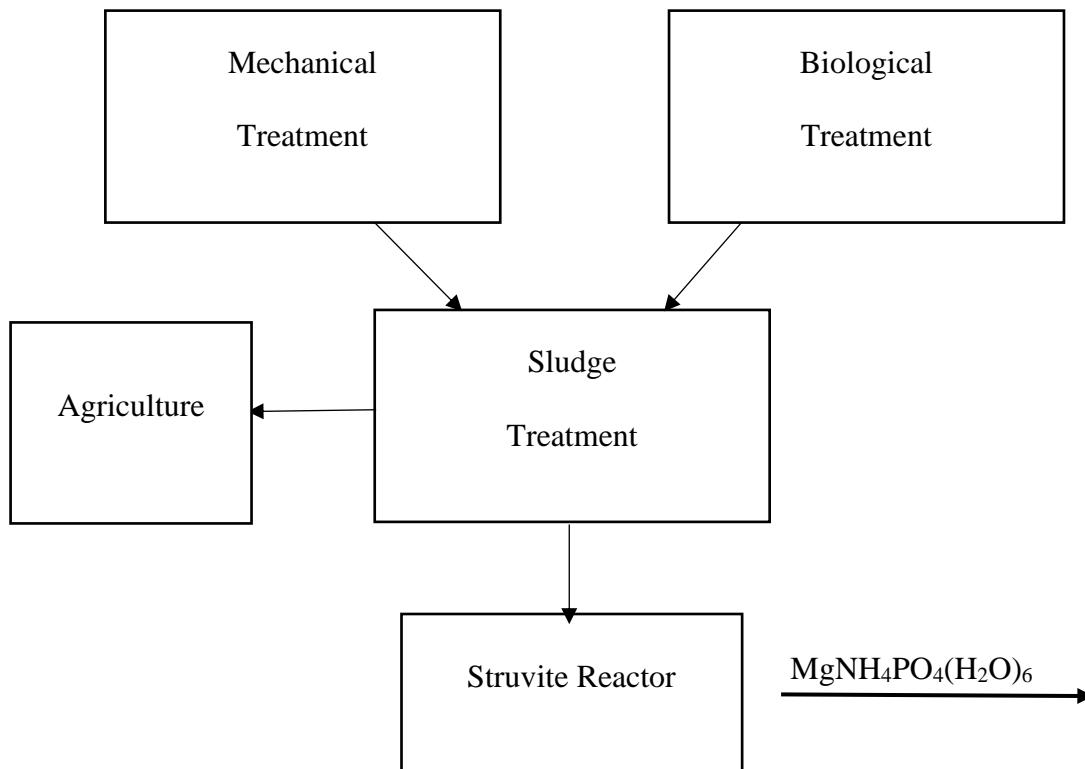 Mechanical
Treatment
Biological
Treatment
Sludge
Treatment
Agriculture
Struvite Reactor
MgNH₄PO₄(H₂O)₆